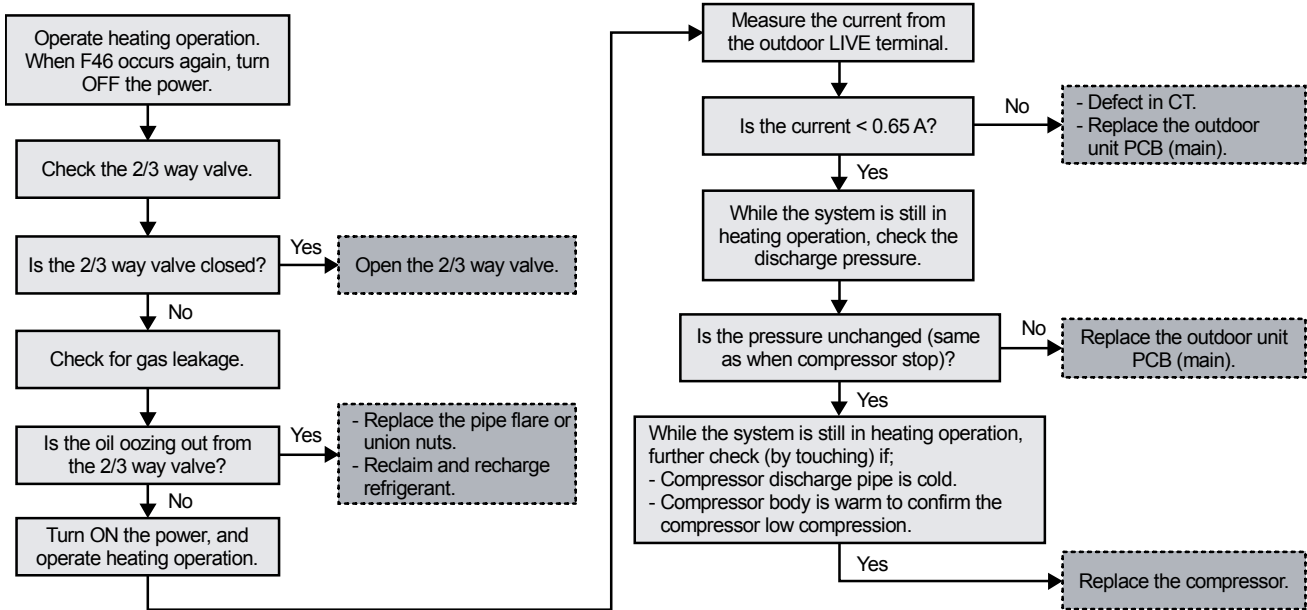 Operate heating operation.
When F46 occurs again, turn
OFF the power.
Check the 2/3 way valve.
Is the 2/3 way valve closed?
Yes
Open the 2/3 way valve.
No
Check for gas leakage.
Is the oil oozing out from
the 2/3 way valve?
Yes
- Replace the pipe flare or
union nuts.
- Reclaim and recharge
refrigerant.
No
Turn ON the power, and
operate heating operation.
Measure the current from
the outdoor LIVE terminal.
Is the current < 0.65 A?
No
- Defect in CT.
- Replace the outdoor
unit PCB (main).
Yes
While the system is still in
heating operation, check the
discharge pressure.
Is the pressure unchanged (same
as when compressor stop)?
No
Replace the outdoor unit
PCB (main).
Yes
While the system is still in heating operation,
further check (by touching) if;
- Compressor discharge pipe is cold.
- Compressor body is warm to confirm the
compressor low compression.
Yes
Replace the compressor.